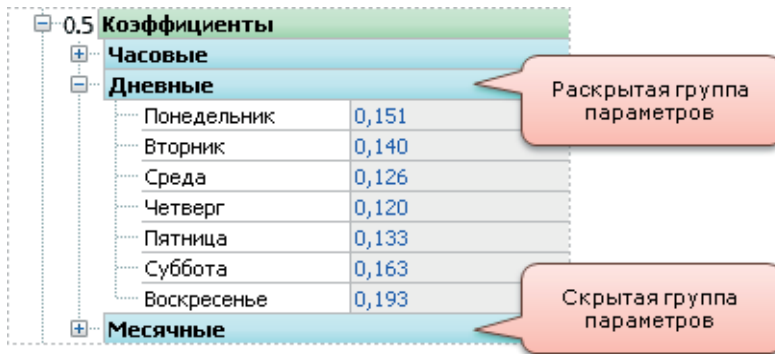 0.5 Коэффициенты
Часовые
Дневные
Раскрытая группа
параметров
Понедельник 0,151
Вторник 0,140
Среда 0,126
Четверг 0,120
Пятница 0,133
Суббота 0,163
Воскресенье 0,193
Скрытая группа
параметров
Месячные